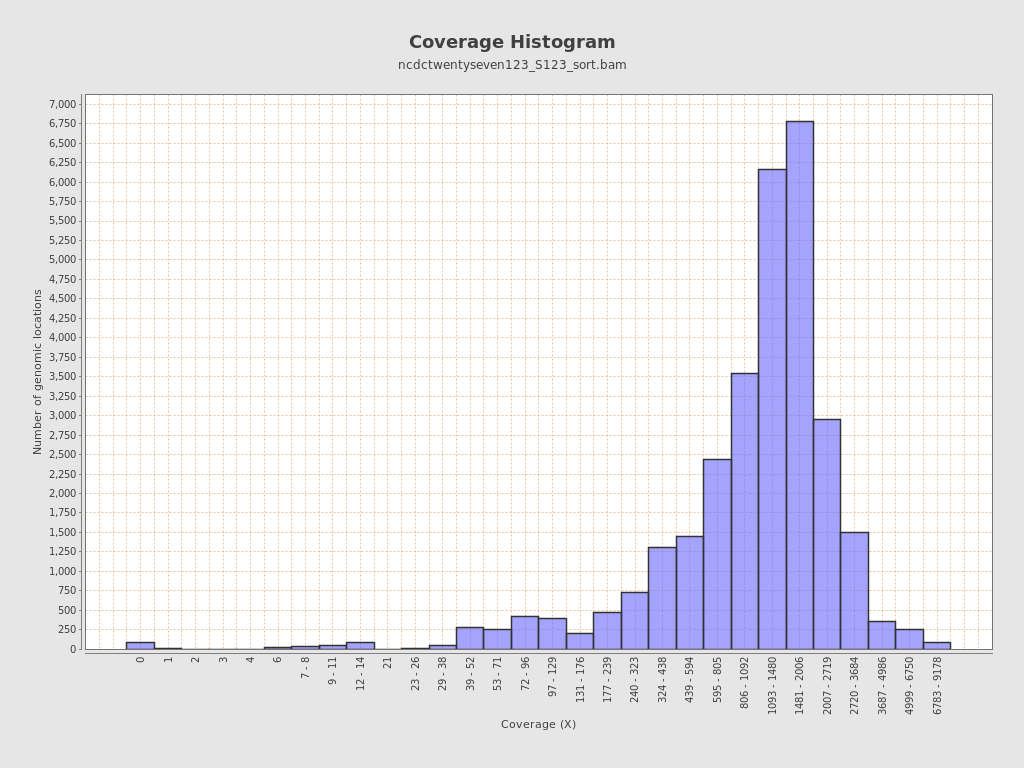 Coverage Histogram
ncdctwentyseven123_S123_sort.bam
Number of genomic locations
7,000
6,750
6,500
6,250
6,000
5,750
5,500
5,250
5,000
4,750
4,500
4,250
4,000
3,750
3,500
3,250
3,000
2,750
2,500
2,250
2,000
1,750
1,500
1,250
1,000
750
500
250
0
0
1
2
3
4
6
7 - 8
9 - 11
12 - 14
21
23 - 26
29 - 38
39 - 52
53 - 71
72 - 96
97 - 129
131 - 176
177 - 239
240 - 323
324 - 438
439 - 594
595 - 805
806 - 1092
1093 - 1480
1481 - 2006
2007 - 2719
2720 - 3684
3687 - 4986
4999 - 6750
6783 - 9178
Coverage (X)